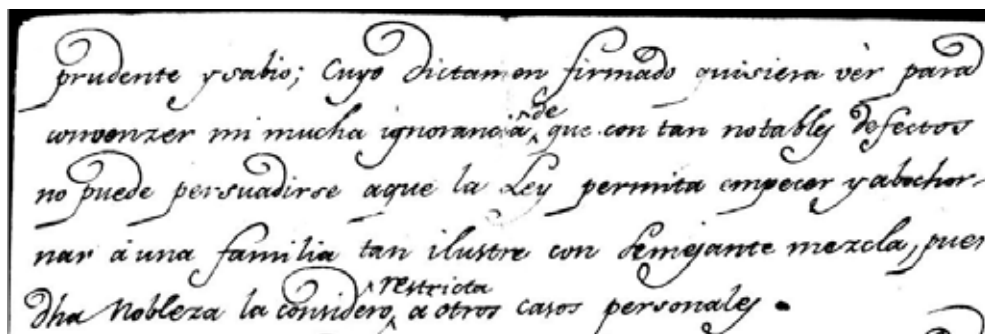 prudente y sabio; Cuyo dictamen firmado quisiera vèr para
convenzer mi mucha ignorancia ^de que con tan notables defectos
no puede persuadirse aque la Ley permita empecer y abochor-
nar á una familia tan ilustre con semejante mezcla, pues
dha Nobleza la considero ^restricta a otros casos personales.